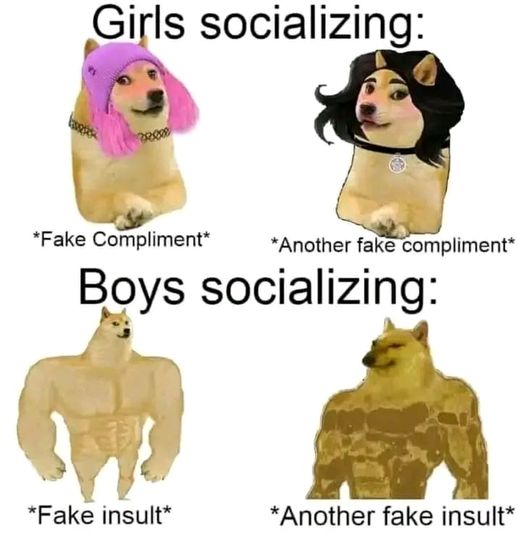 Girls socializing:
*Fake Compliment*
*Another fake compliment*
Boys socializing:
*Fake insult*
*Another fake insult*